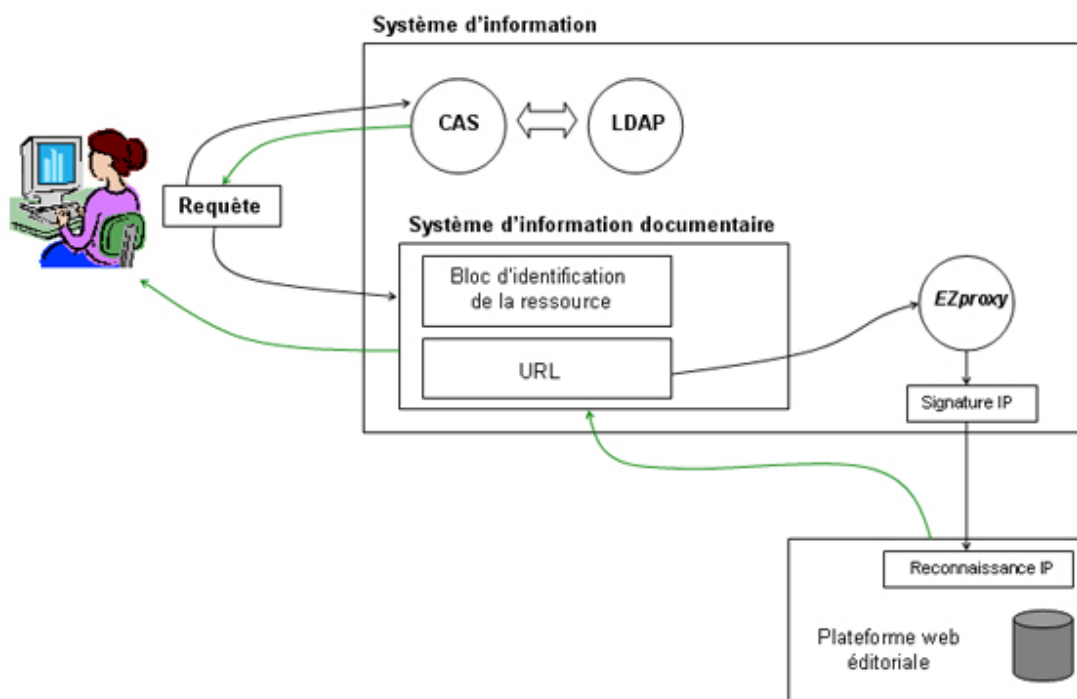 Système d'information
CAS
LDAP
Requête
Système d'information documentaire
Bloc d'identification
de la ressource
URL
EZproxy
Signature IP
Reconnaissance IP
Plateforme web
éditoriale